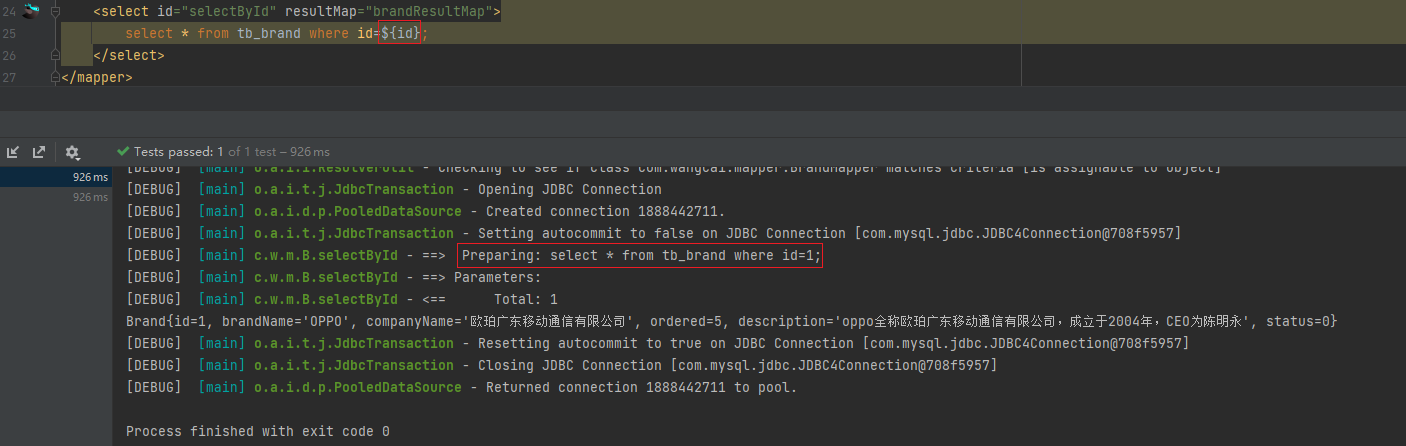 24 <select id="selectById" resultMap="brandResultMap">
25 select * from tb_brand where id=${id};
26 </select>
27 </mapper>
Tests passed: 1 of 1 test – 926 ms
926 ms
926 ms
[DEBUG] [main] o.a.i.i.ResolverUtil - Checking to see if class com.wangcai.mapper.BrandMapper matches criteria [is assignable to Object]
[DEBUG] [main] o.a.i.t.j.JdbcTransaction - Opening JDBC Connection
[DEBUG] [main] o.a.i.d.p.PooledDataSource - Created connection 1888442711.
[DEBUG] [main] o.a.i.t.j.JdbcTransaction - Setting autocommit to false on JDBC Connection [com.mysql.jdbc.JDBC4Connection@708f5957]
[DEBUG] [main] c.w.m.B.selectById - ==> Preparing: select * from tb_brand where id=1;
[DEBUG] [main] c.w.m.B.selectById - ==> Parameters:
[DEBUG] [main] c.w.m.B.selectById - <== Total: 1
Brand{id=1, brandName='OPPO', companyName='欧珀广东移动通信有限公司', ordered=5, description='oppo全称欧珀广东移动通信有限公司，成立于2004年，CEO为陈明永', status=0}
[DEBUG] [main] o.a.i.t.j.JdbcTransaction - Resetting autocommit to true on JDBC Connection [com.mysql.jdbc.JDBC4Connection@708f5957]
[DEBUG] [main] o.a.i.t.j.JdbcTransaction - Closing JDBC Connection [com.mysql.jdbc.JDBC4Connection@708f5957]
[DEBUG] [main] o.a.i.d.p.PooledDataSource - Returned connection 1888442711 to pool.
Process finished with exit code 0